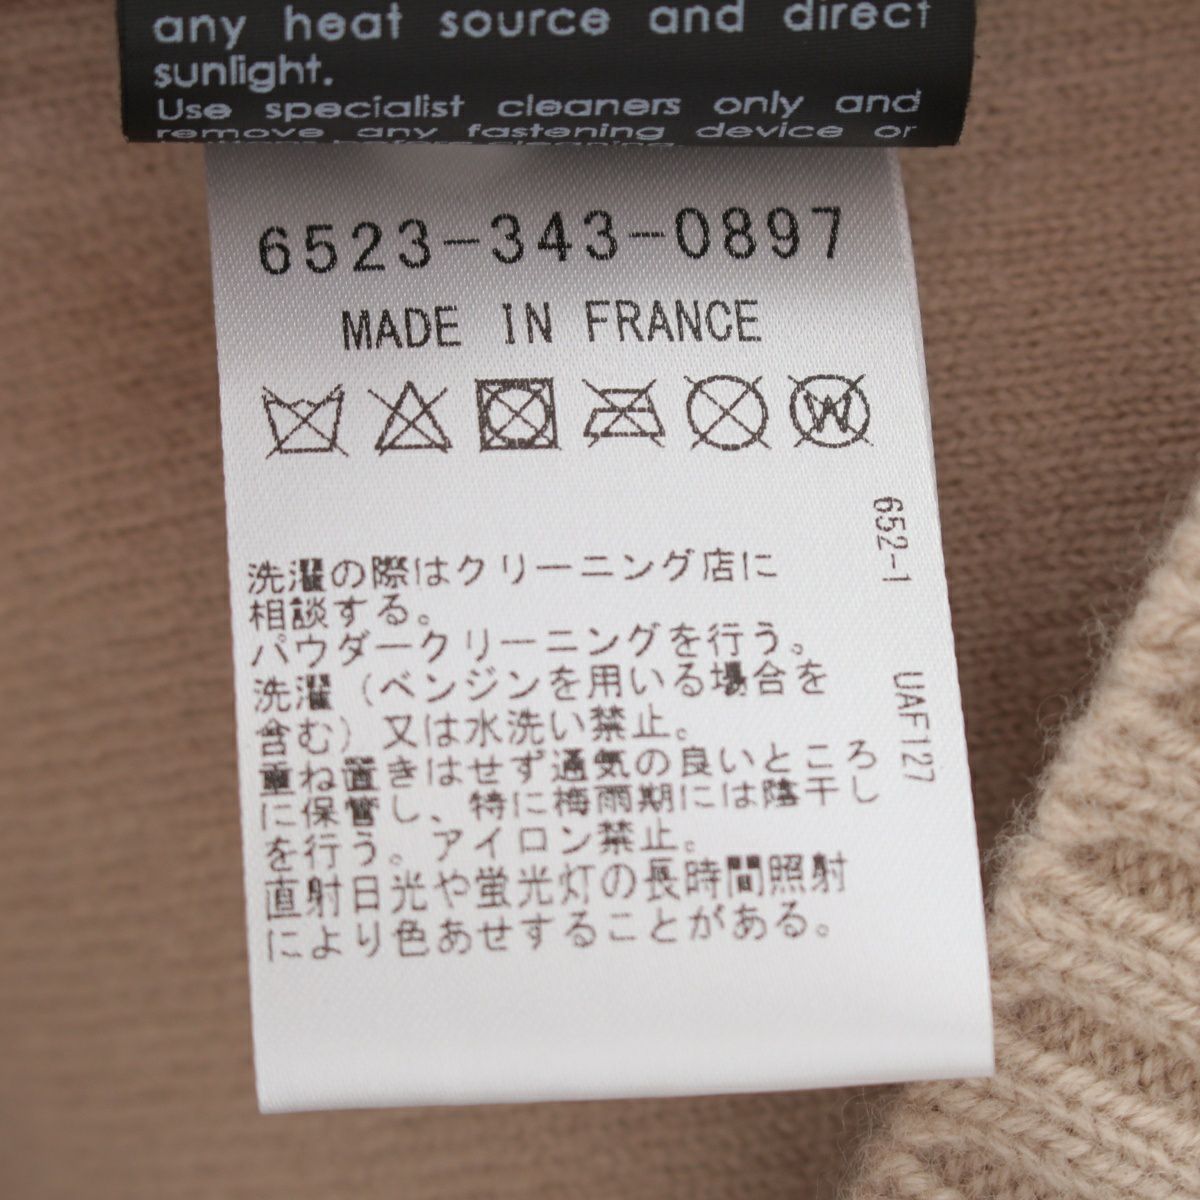 any heat source and direct
sunlight.
Use specialist cleaners only and
remove any fastening device or
before cleaning.
6523-343-0897
MADE IN FRANCE
W
652-1
UAF127
洗濯の際はクリーニング店に
相談する。
パウダークリーニングを行う。
洗濯(ベンジンを用いる場合を
含む)又は水洗い禁止。
重ね置きはせず通気の良いところ
に保管し、特に梅雨期には陰干し
を行う。アイロン禁止。
直射日光や蛍光灯の長時間照射
により色あせすることがある。